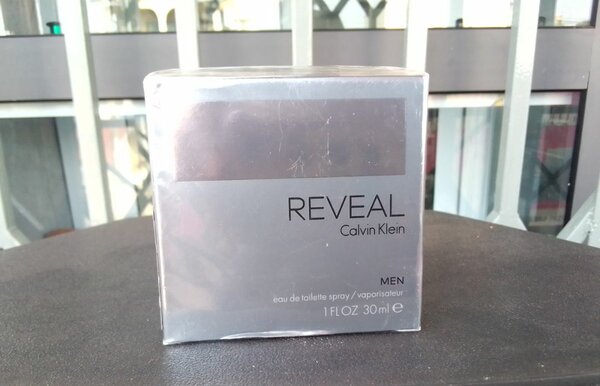 REVEAL
Calvin Klein
MEN
eau de toilette spray / vaporisateur
1 FL OZ 30 ml ℮